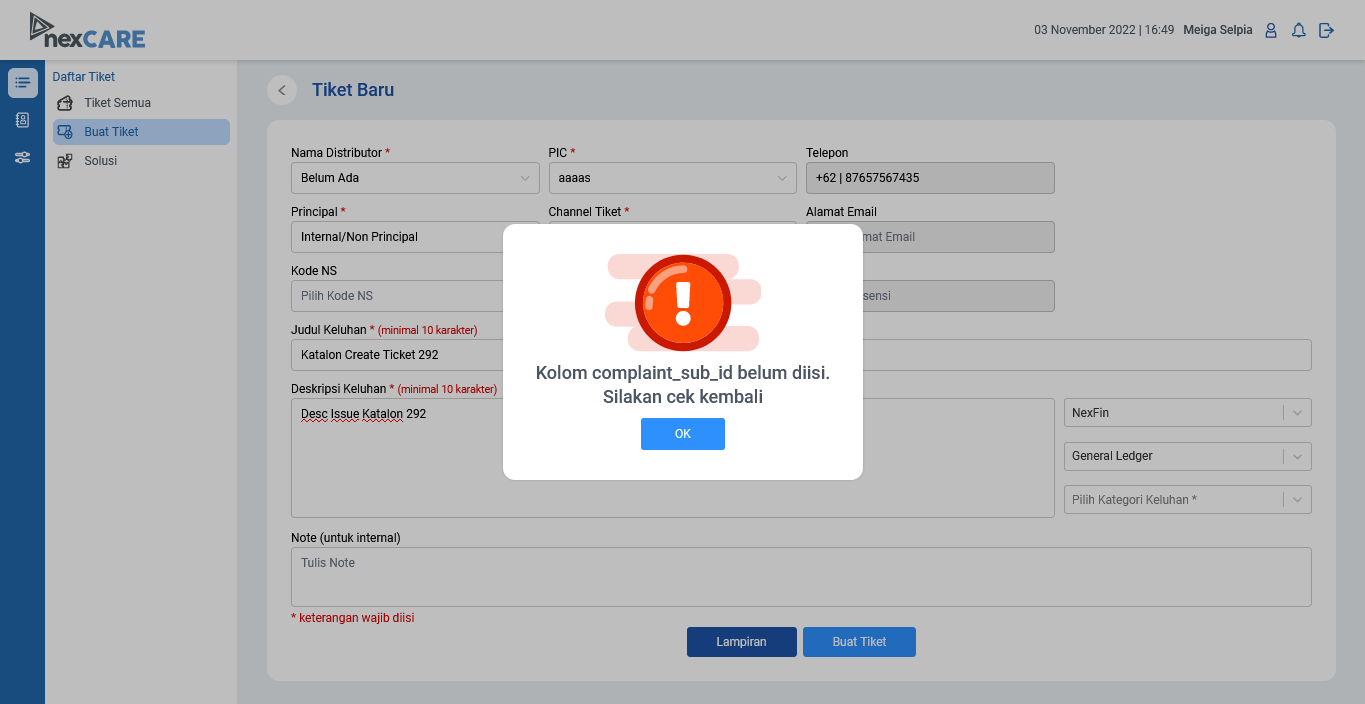 nexCARE
03 November 2022 | 16:49 Meiga Selpia
Daftar Tiket
Tiket Semua
Buat Tiket
Solusi
Tiket Baru
Nama Distributor * PIC * Telepon
Belum Ada aaaas +62 | 87657567435
Principal * Channel Tiket * Alamat Email
Internal/Non Principal Email
Kode NS
Pilih Kode NS
Judul Keluhan * (minimal 10 karakter)
Katalon Create Ticket 292
Deskripsi Keluhan * (minimal 10 karakter)
Desc Issue Katalon 292
NexFin
General Ledger
Pilih Kategori Keluhan *
Kolom complaint_sub_id belum diisi.
Silakan cek kembali
OK
Note (untuk internal)
Tulis Note
* keterangan wajib diisi
Lampiran Buat Tiket